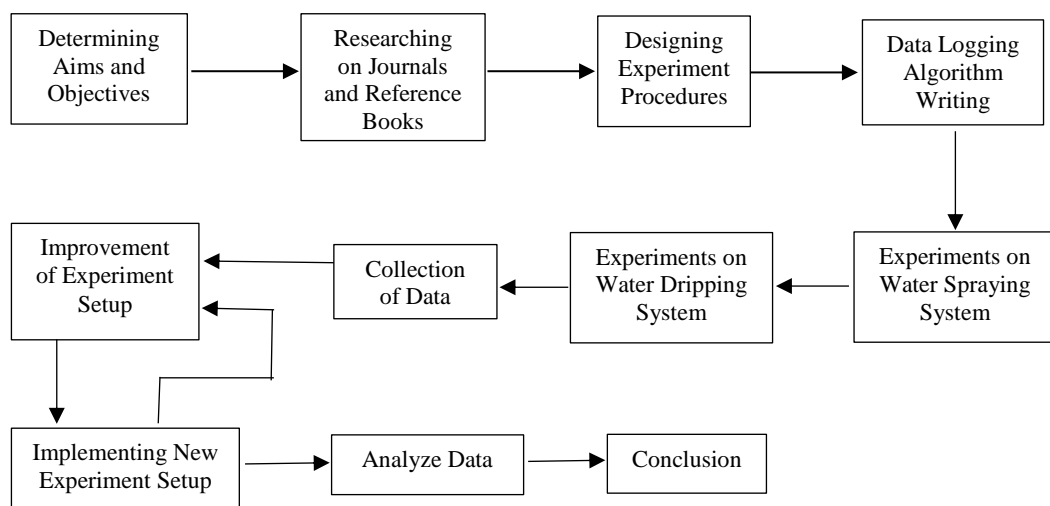 Determining
Aims and
Objectives
Researching
on Journals
and Reference
Books
Designing
Experiment
Procedures
Data Logging
Algorithm
Writing
Experiments on
Water Spraying
System
Experiments on
Water Dripping
System
Collection
of Data
Improvement
of Experiment
Setup
Implementing New
Experiment Setup
Analyze Data
Conclusion